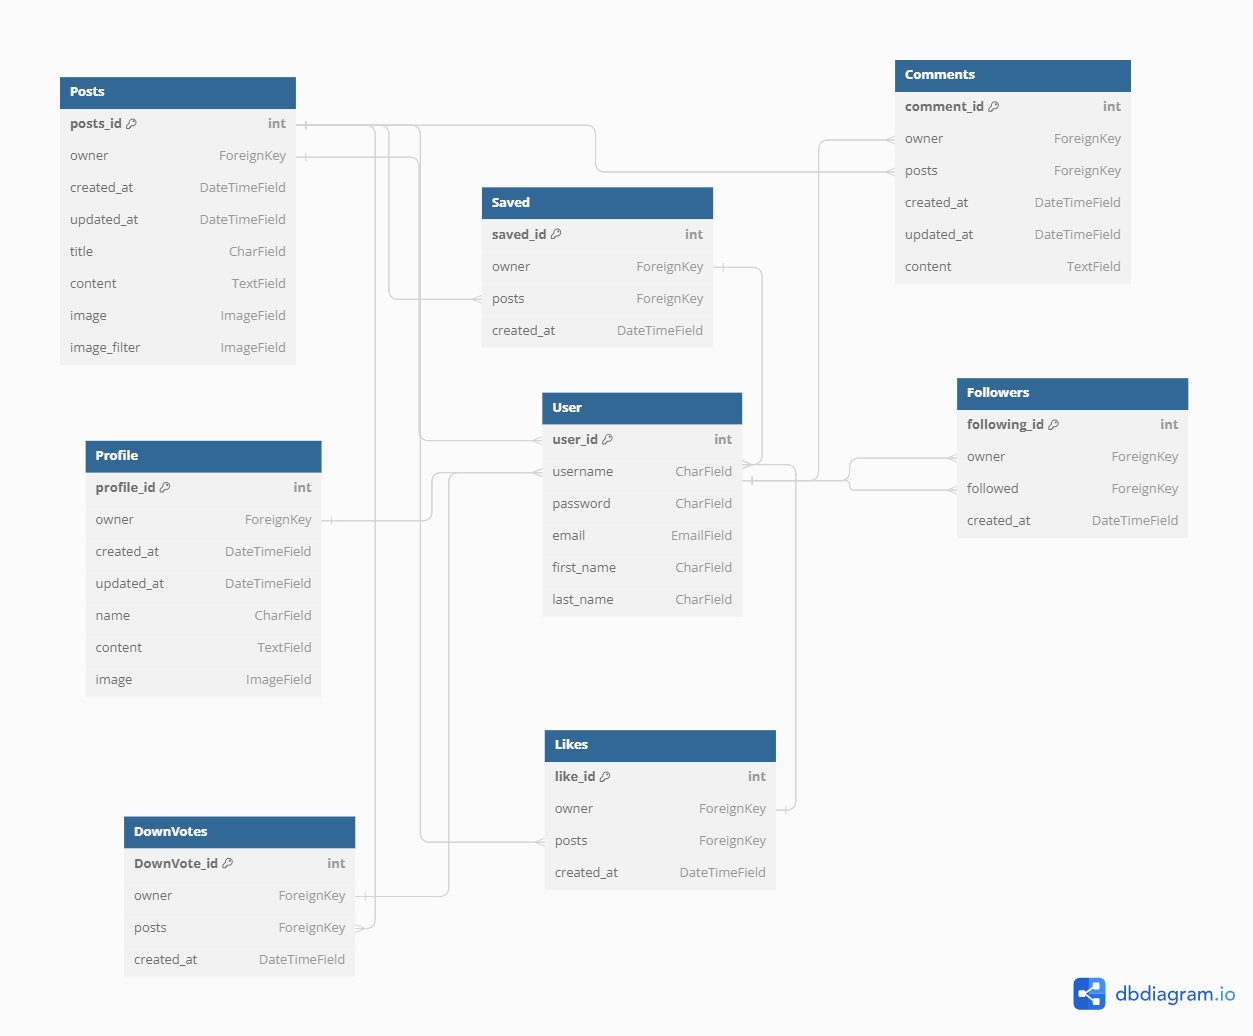 Posts
posts_id int
owner ForeignKey
created_at DateTimeField
updated_at DateTimeField
title CharField
content TextField
image ImageField
image_filter ImageField
Comments
comment_id int
owner ForeignKey
posts ForeignKey
created_at DateTimeField
updated_at DateTimeField
content TextField
Saved
saved_id int
owner ForeignKey
posts ForeignKey
created_at DateTimeField
User
user_id int
username CharField
password CharField
email EmailField
first_name CharField
last_name CharField
Followers
following_id int
owner ForeignKey
followed ForeignKey
created_at DateTimeField
Profile
profile_id int
owner ForeignKey
created_at DateTimeField
updated_at DateTimeField
name CharField
content TextField
image ImageField
Likes
like_id int
owner ForeignKey
posts ForeignKey
created_at DateTimeField
DownVotes
DownVote_id int
owner ForeignKey
posts ForeignKey
created_at DateTimeField
dbdiagram.io